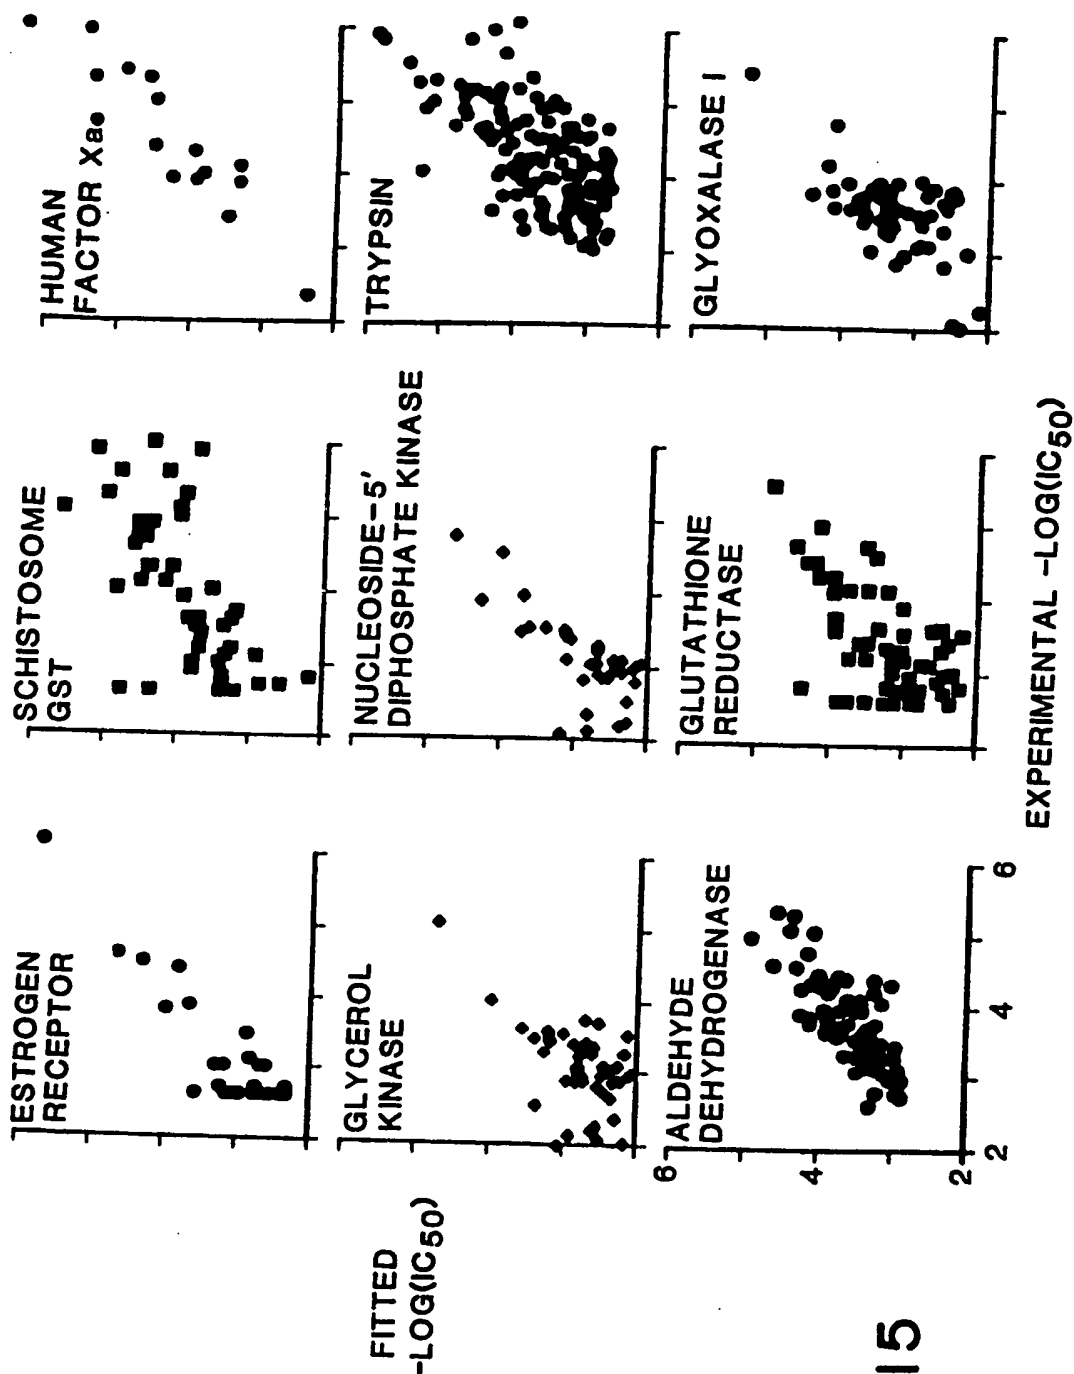 ESTROGEN
RECEPTOR
SCHISTOSOME
GST
HUMAN
FACTOR Xa
FITTED
-LOG(IC50)
GLYCEROL
KINASE
NUCLEOSIDE-5'
DIPHOSPHATE KINASE
TRYPSIN
6
4
2
ALDEHYDE
DEHYDROGENASE
GLUTATHIONE
REDUCTASE
GLYOXALASE I
2
4
6
EXPERIMENTAL -LOG(IC50)
15